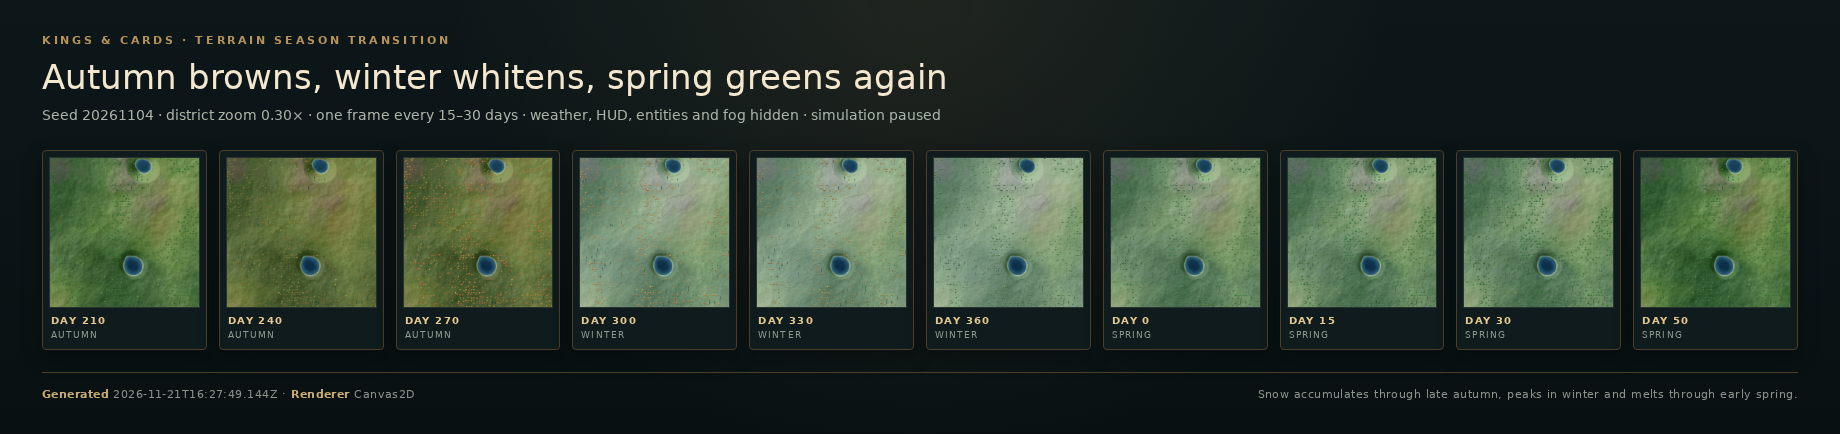 KINGS & CARDS · TERRAIN SEASON TRANSITION
Autumn browns, winter whitens, spring greens again
Seed 20261104 · district zoom 0.30× · one frame every 15–30 days · weather, HUD, entities and fog hidden · simulation paused
DAY 210
AUTUMN
DAY 240
AUTUMN
DAY 270
AUTUMN
DAY 300
WINTER
DAY 330
WINTER
DAY 360
WINTER
DAY 0
SPRING
DAY 15
SPRING
DAY 30
SPRING
DAY 50
SPRING
Generated 2026-11-21T16:27:49.144Z · Renderer Canvas2D
Snow accumulates through late autumn, peaks in winter and melts through early spring.